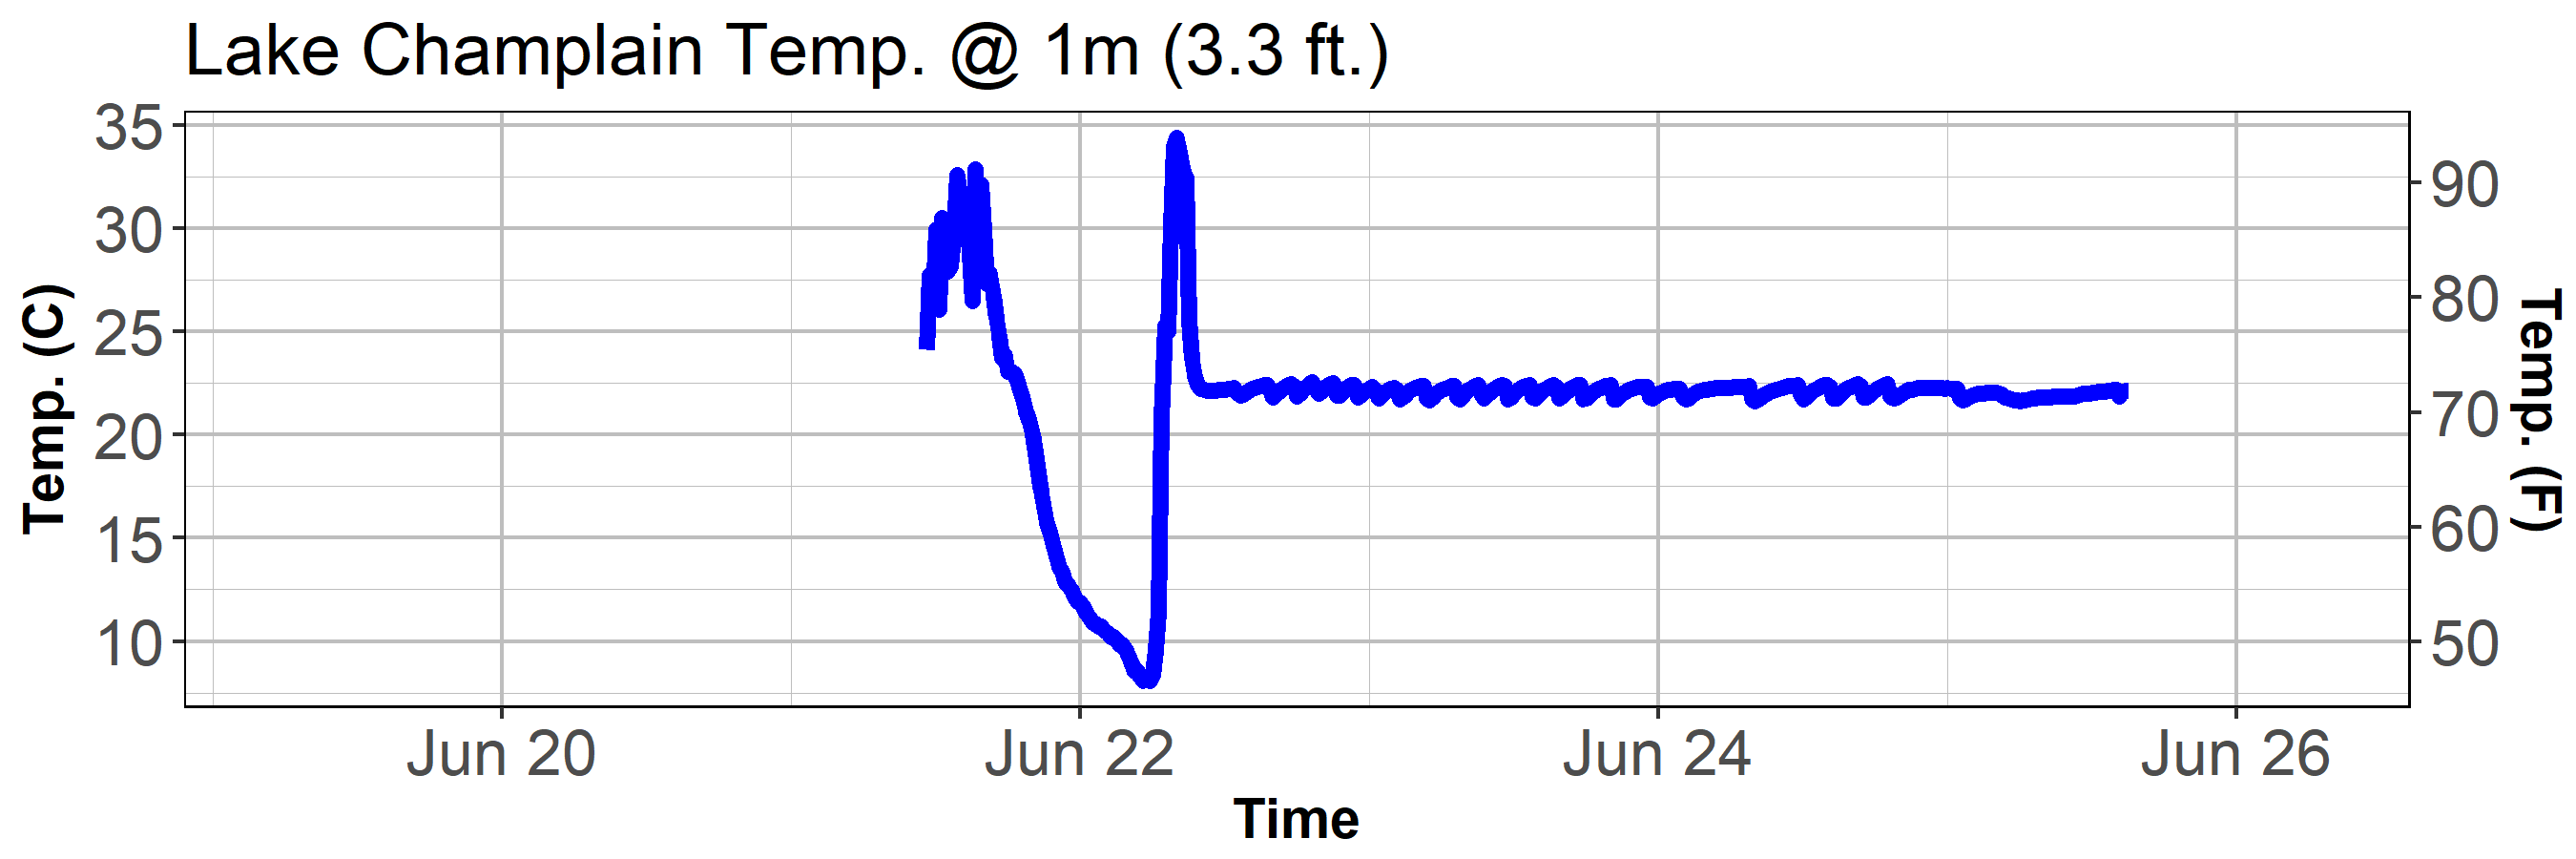 Lake Champlain Temp. @ 1m (3.3 ft.)
35
30
25
20
15
10
Temp. (C)
90
80
70
60
50
Temp. (F)
Jun 20
Jun 22
Jun 24
Jun 26
Time